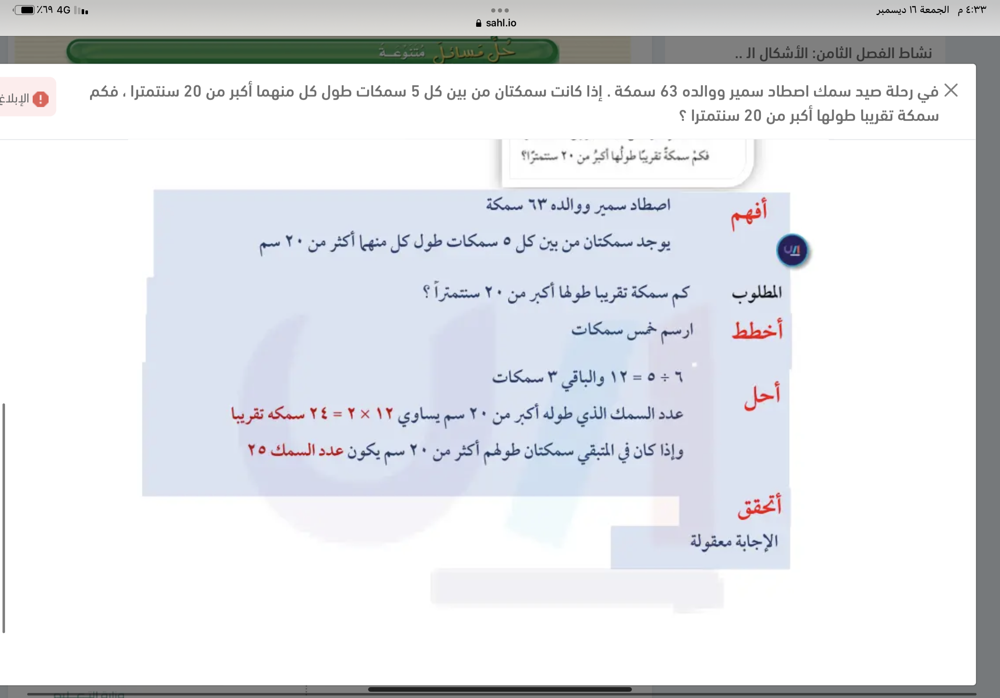 ٤:٣٣ م الجمعة ١٦ ديسمبر
٪٦٩ 4G
sahl.io
نشاط الفصل الثامن: الأشكال الـ ..
حُلُّ مَسائلَ مُتَنَوِّعَةً
في رحلة صيد سمك اصطاد سمير ووالده 63 سمكة . إذا كانت سمكتان من بين كل 5 سمكات طول كل منهما أكبر من 20 سنتمترا ، فكم
سمكة تقريبا طولها أكبر من 20 سنتمترا ؟
الإبلاغ
فكمْ سمكةً تقريبًا طولُها أكبرُ من ٢٠ سنتمترًا؟
أفهم
اصطاد سمير ووالده ٦٣ سمكة
يوجد سمكتان من بين كل ٥ سمكات طول كل منهما أكثر من ٢٠ سم
المطلوب كم سمكة تقريبا طولها أكبر من ٢٠ سنتمتراً ؟
أخطط ارسم خمس سمكات
أحل
٦ ÷ ٥ = ١٢ والباقي ٣ سمكات
عدد السمك الذي طوله أكبر من ٢٠ سم يساوي ١٢ × ٢ = ٢٤ سمكه تقريبا
وإذا كان في المتبقي سمكتان طولهم أكثر من ٢٠ سم يكون عدد السمك ٢٥
أتحقق
الإجابة معقولة
وزارة التعليم